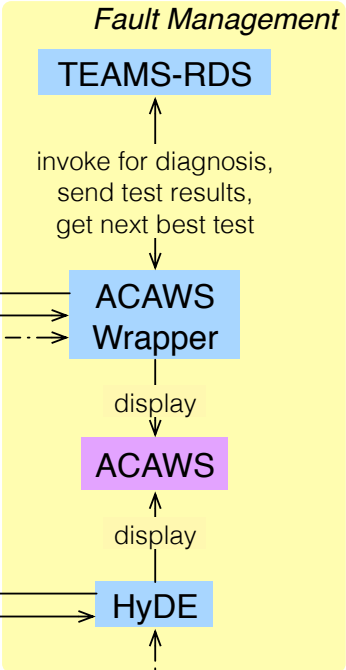 Fault Management
TEAMS-RDS
invoke for diagnosis,
send test results,
get next best test
ACAWS
Wrapper
display
ACAWS
display
HyDE